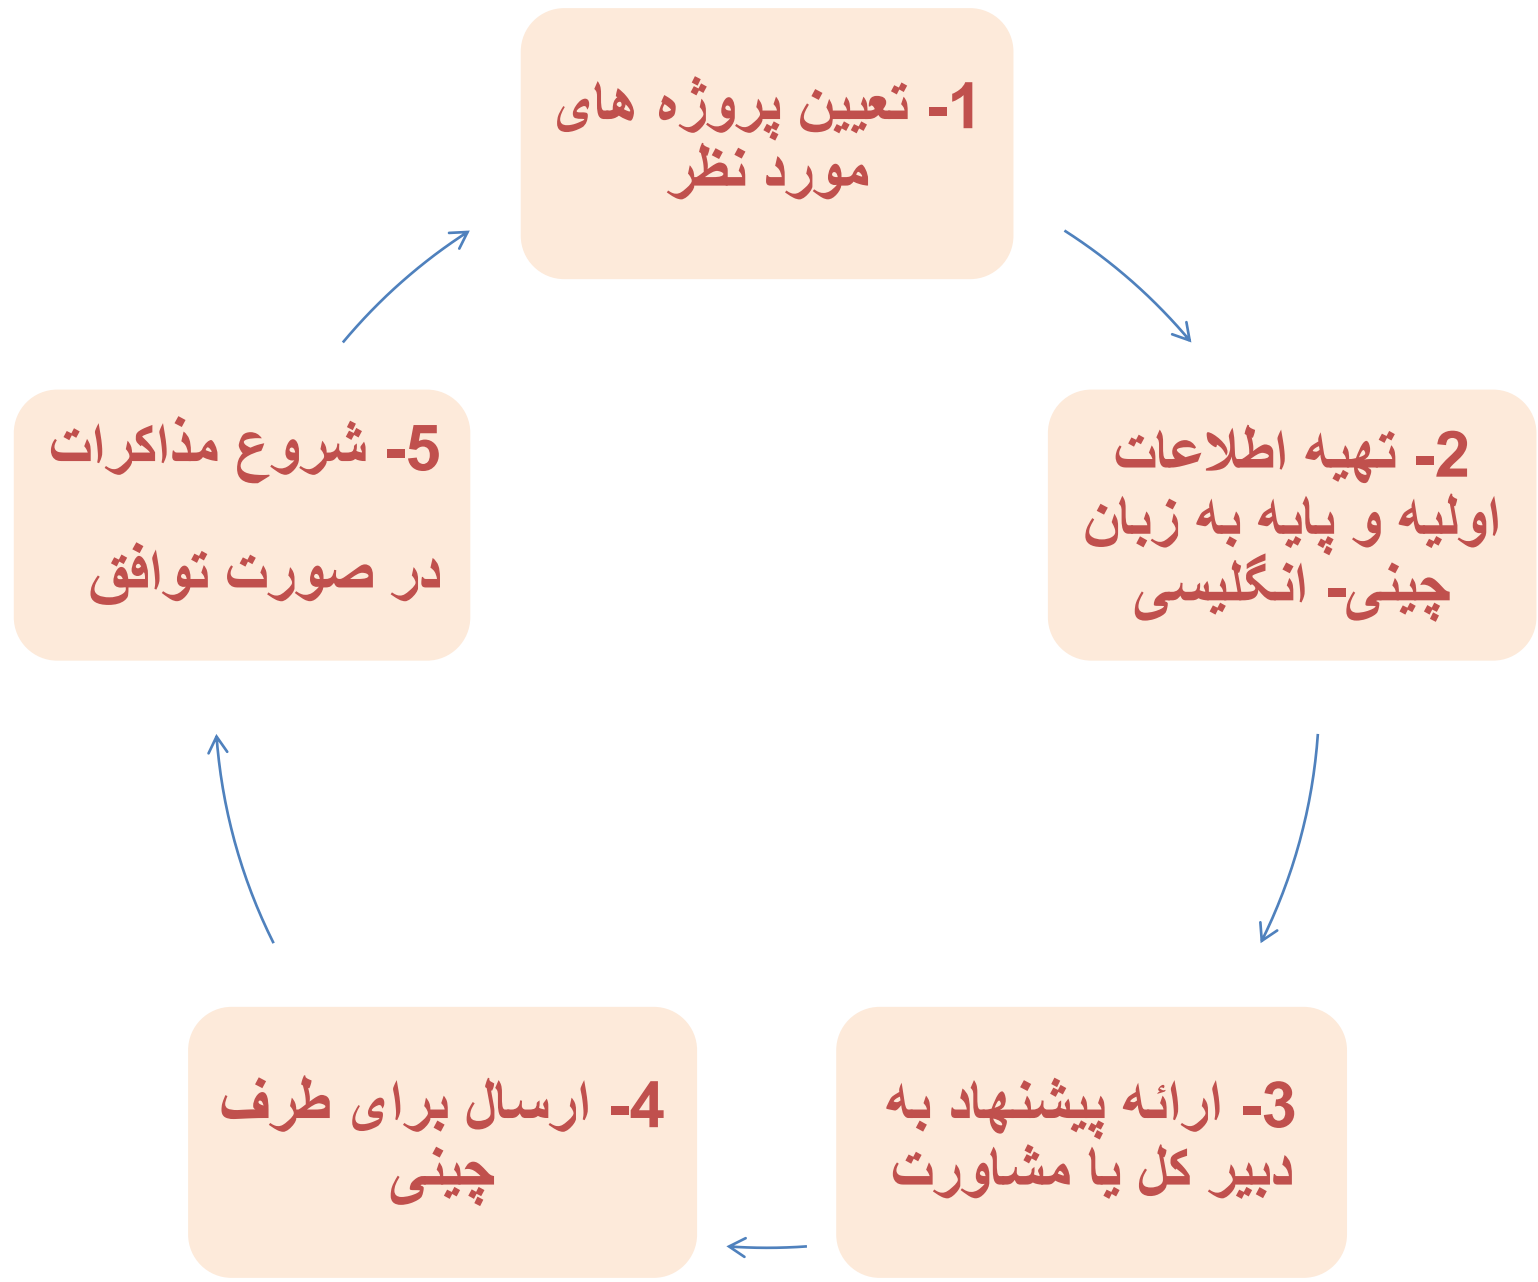 1- تعیین پروژه های
مورد نظر
2- تهیه اطلاعات
اولیه و پایه به زبان
چینی- انگلیسی
3- ارائه پیشنهاد به
دبیر کل یا مشاورت
4- ارسال برای طرف
چینی
5- شروع مذاکرات
در صورت توافق